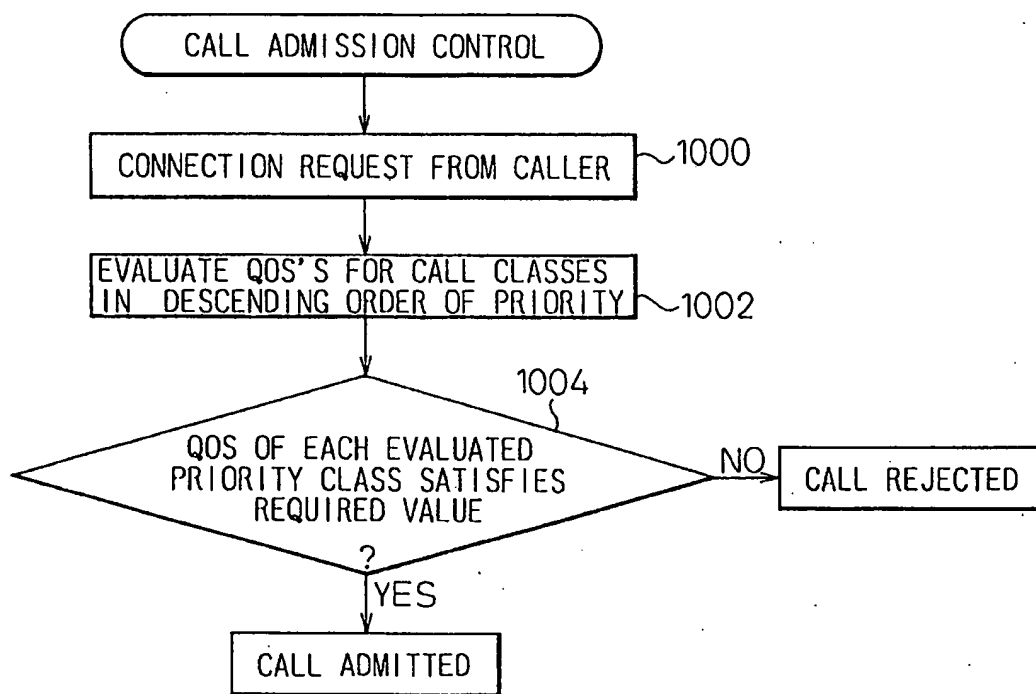 CALL ADMISSION CONTROL
CONNECTION REQUEST FROM CALLER
1000
EVALUATE QOS'S FOR CALL CLASSES
IN DESCENDING ORDER OF PRIORITY
1002
1004
QOS OF EACH EVALUATED
PRIORITY CLASS SATISFIES
REQUIRED VALUE
?
NO
CALL REJECTED
YES
CALL ADMITTED